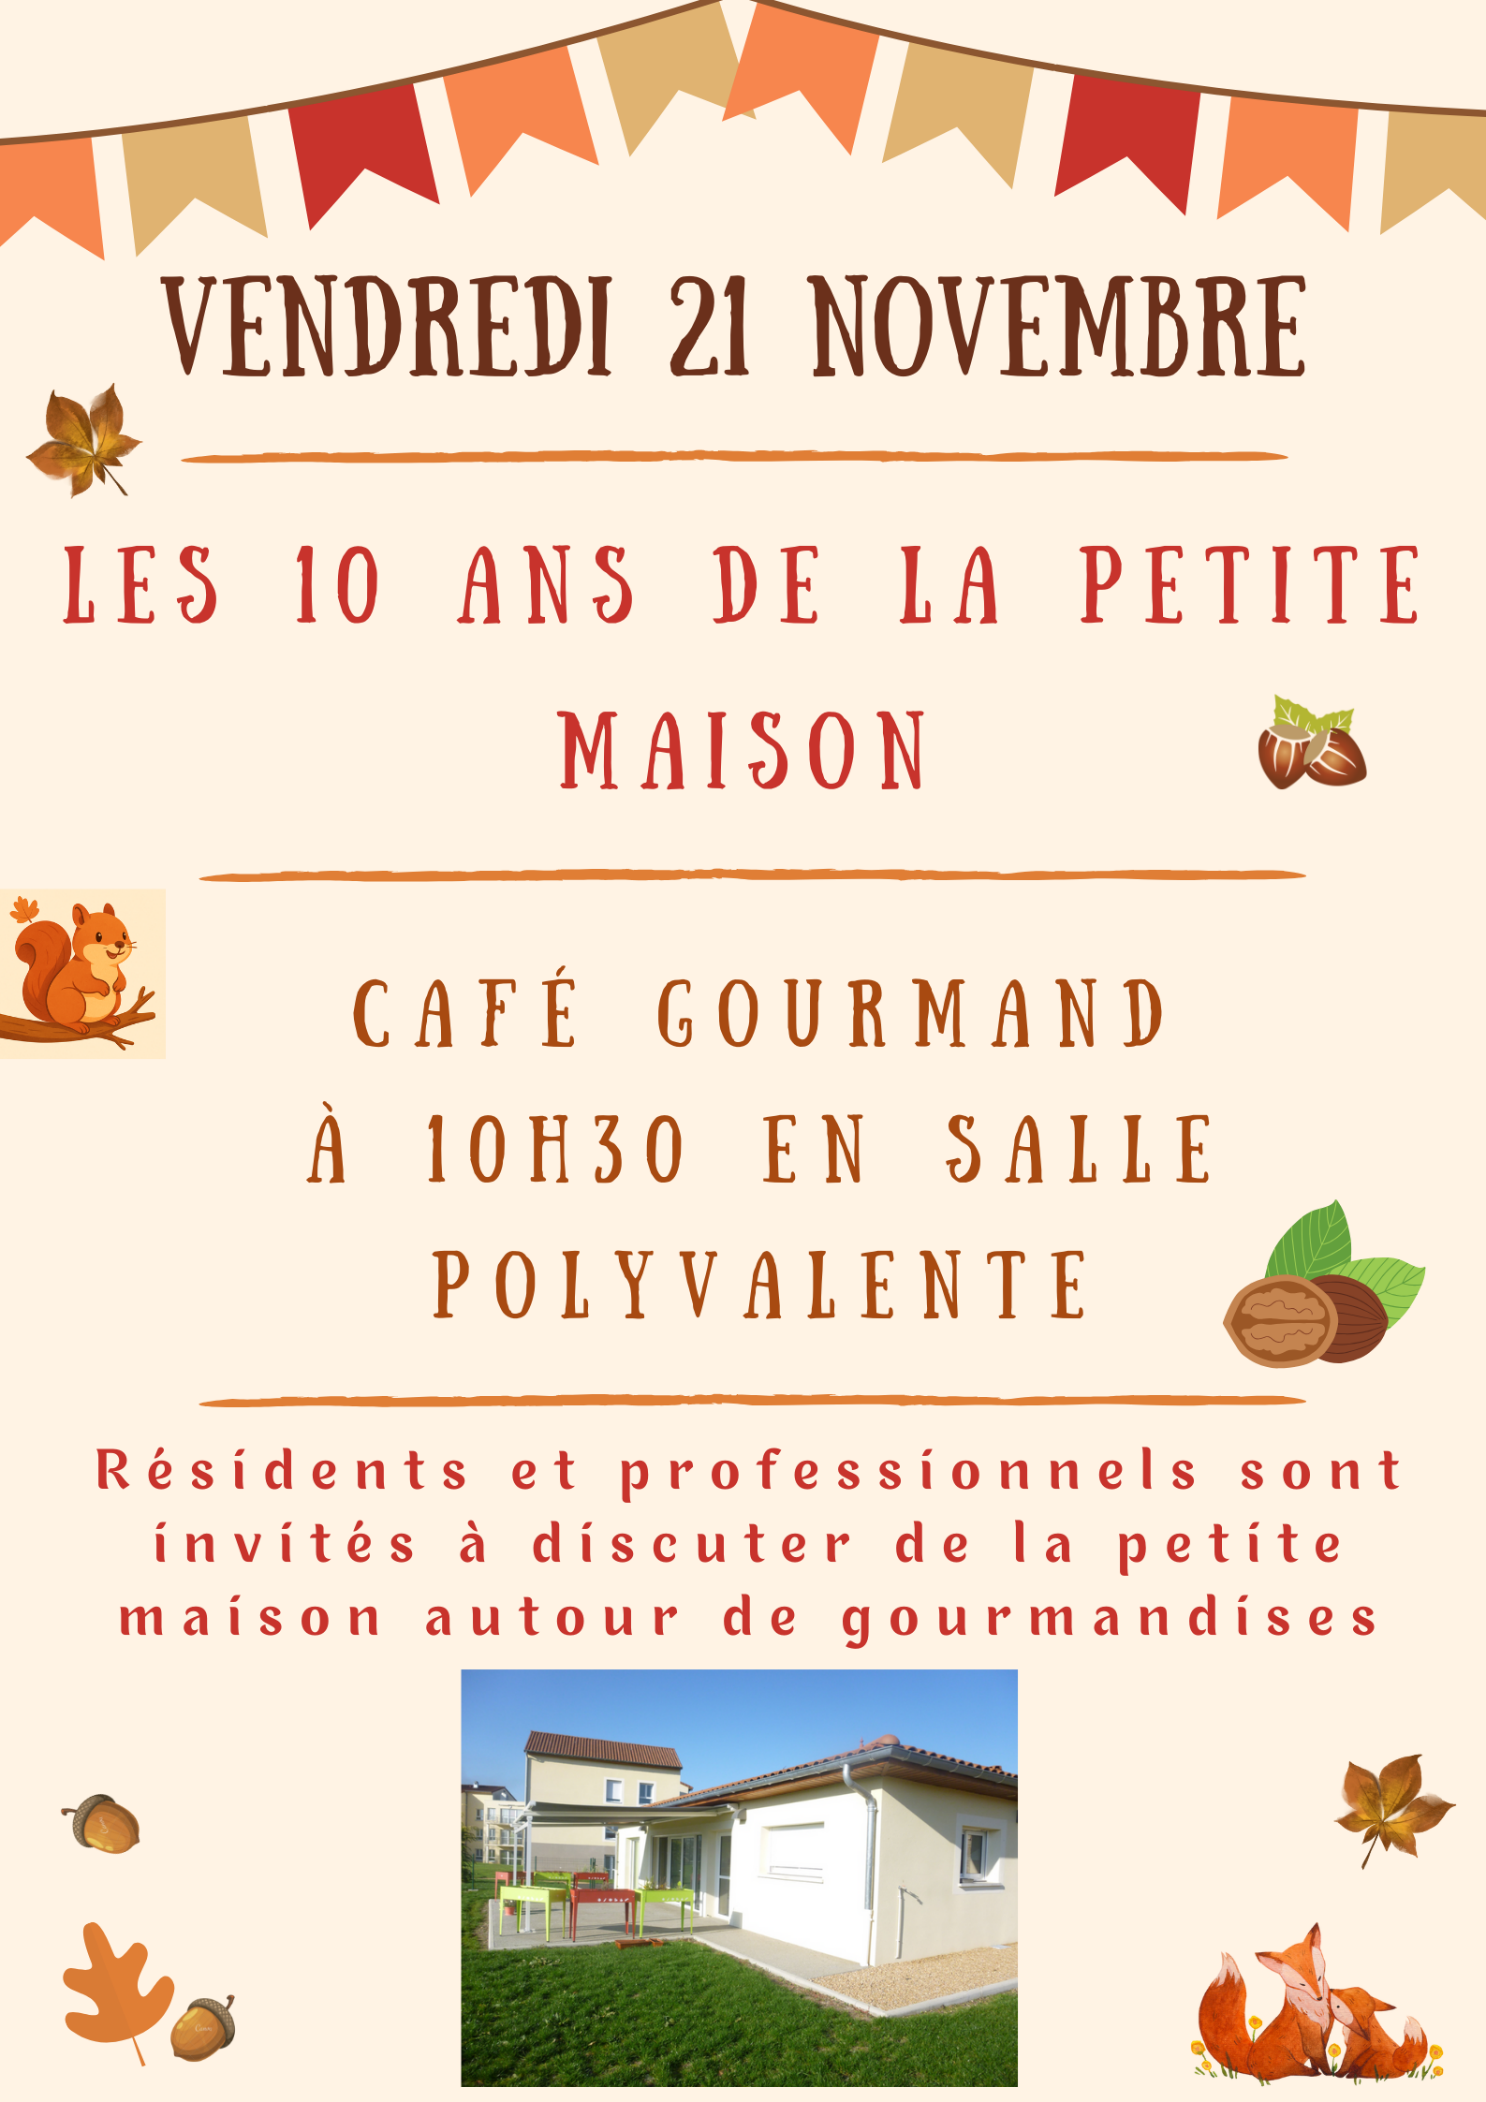 VENDREDI 21 NOVEMBRE
LES 10 ANS DE LA PETITE
MAISON
CAFÉ GOURMAND
À 10H30 EN SALLE
POLYVALENTE
Résidents et professionnels sont
invités à discuter de la petite
maison autour de gourmandises